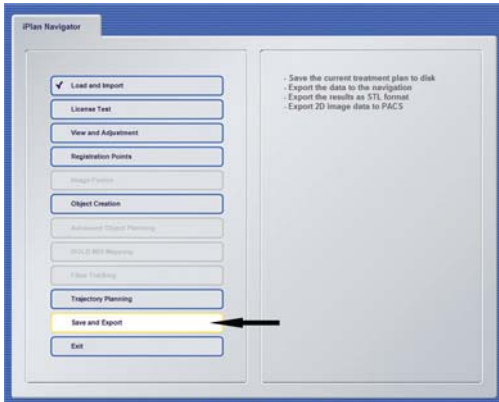 iPlan Navigator
Load and Import
License Test
View and Adjustment
Registration Points
Image Fusion
Object Creation
Advanced Object Planning
BOLD MRI Mapping
Fiber Tracking
Trajectory Planning
Save and Export
Exit
- Save the current treatment plan to disk
- Export the data to the navigation
- Export the results as STL format
- Export 2D image data to PACS